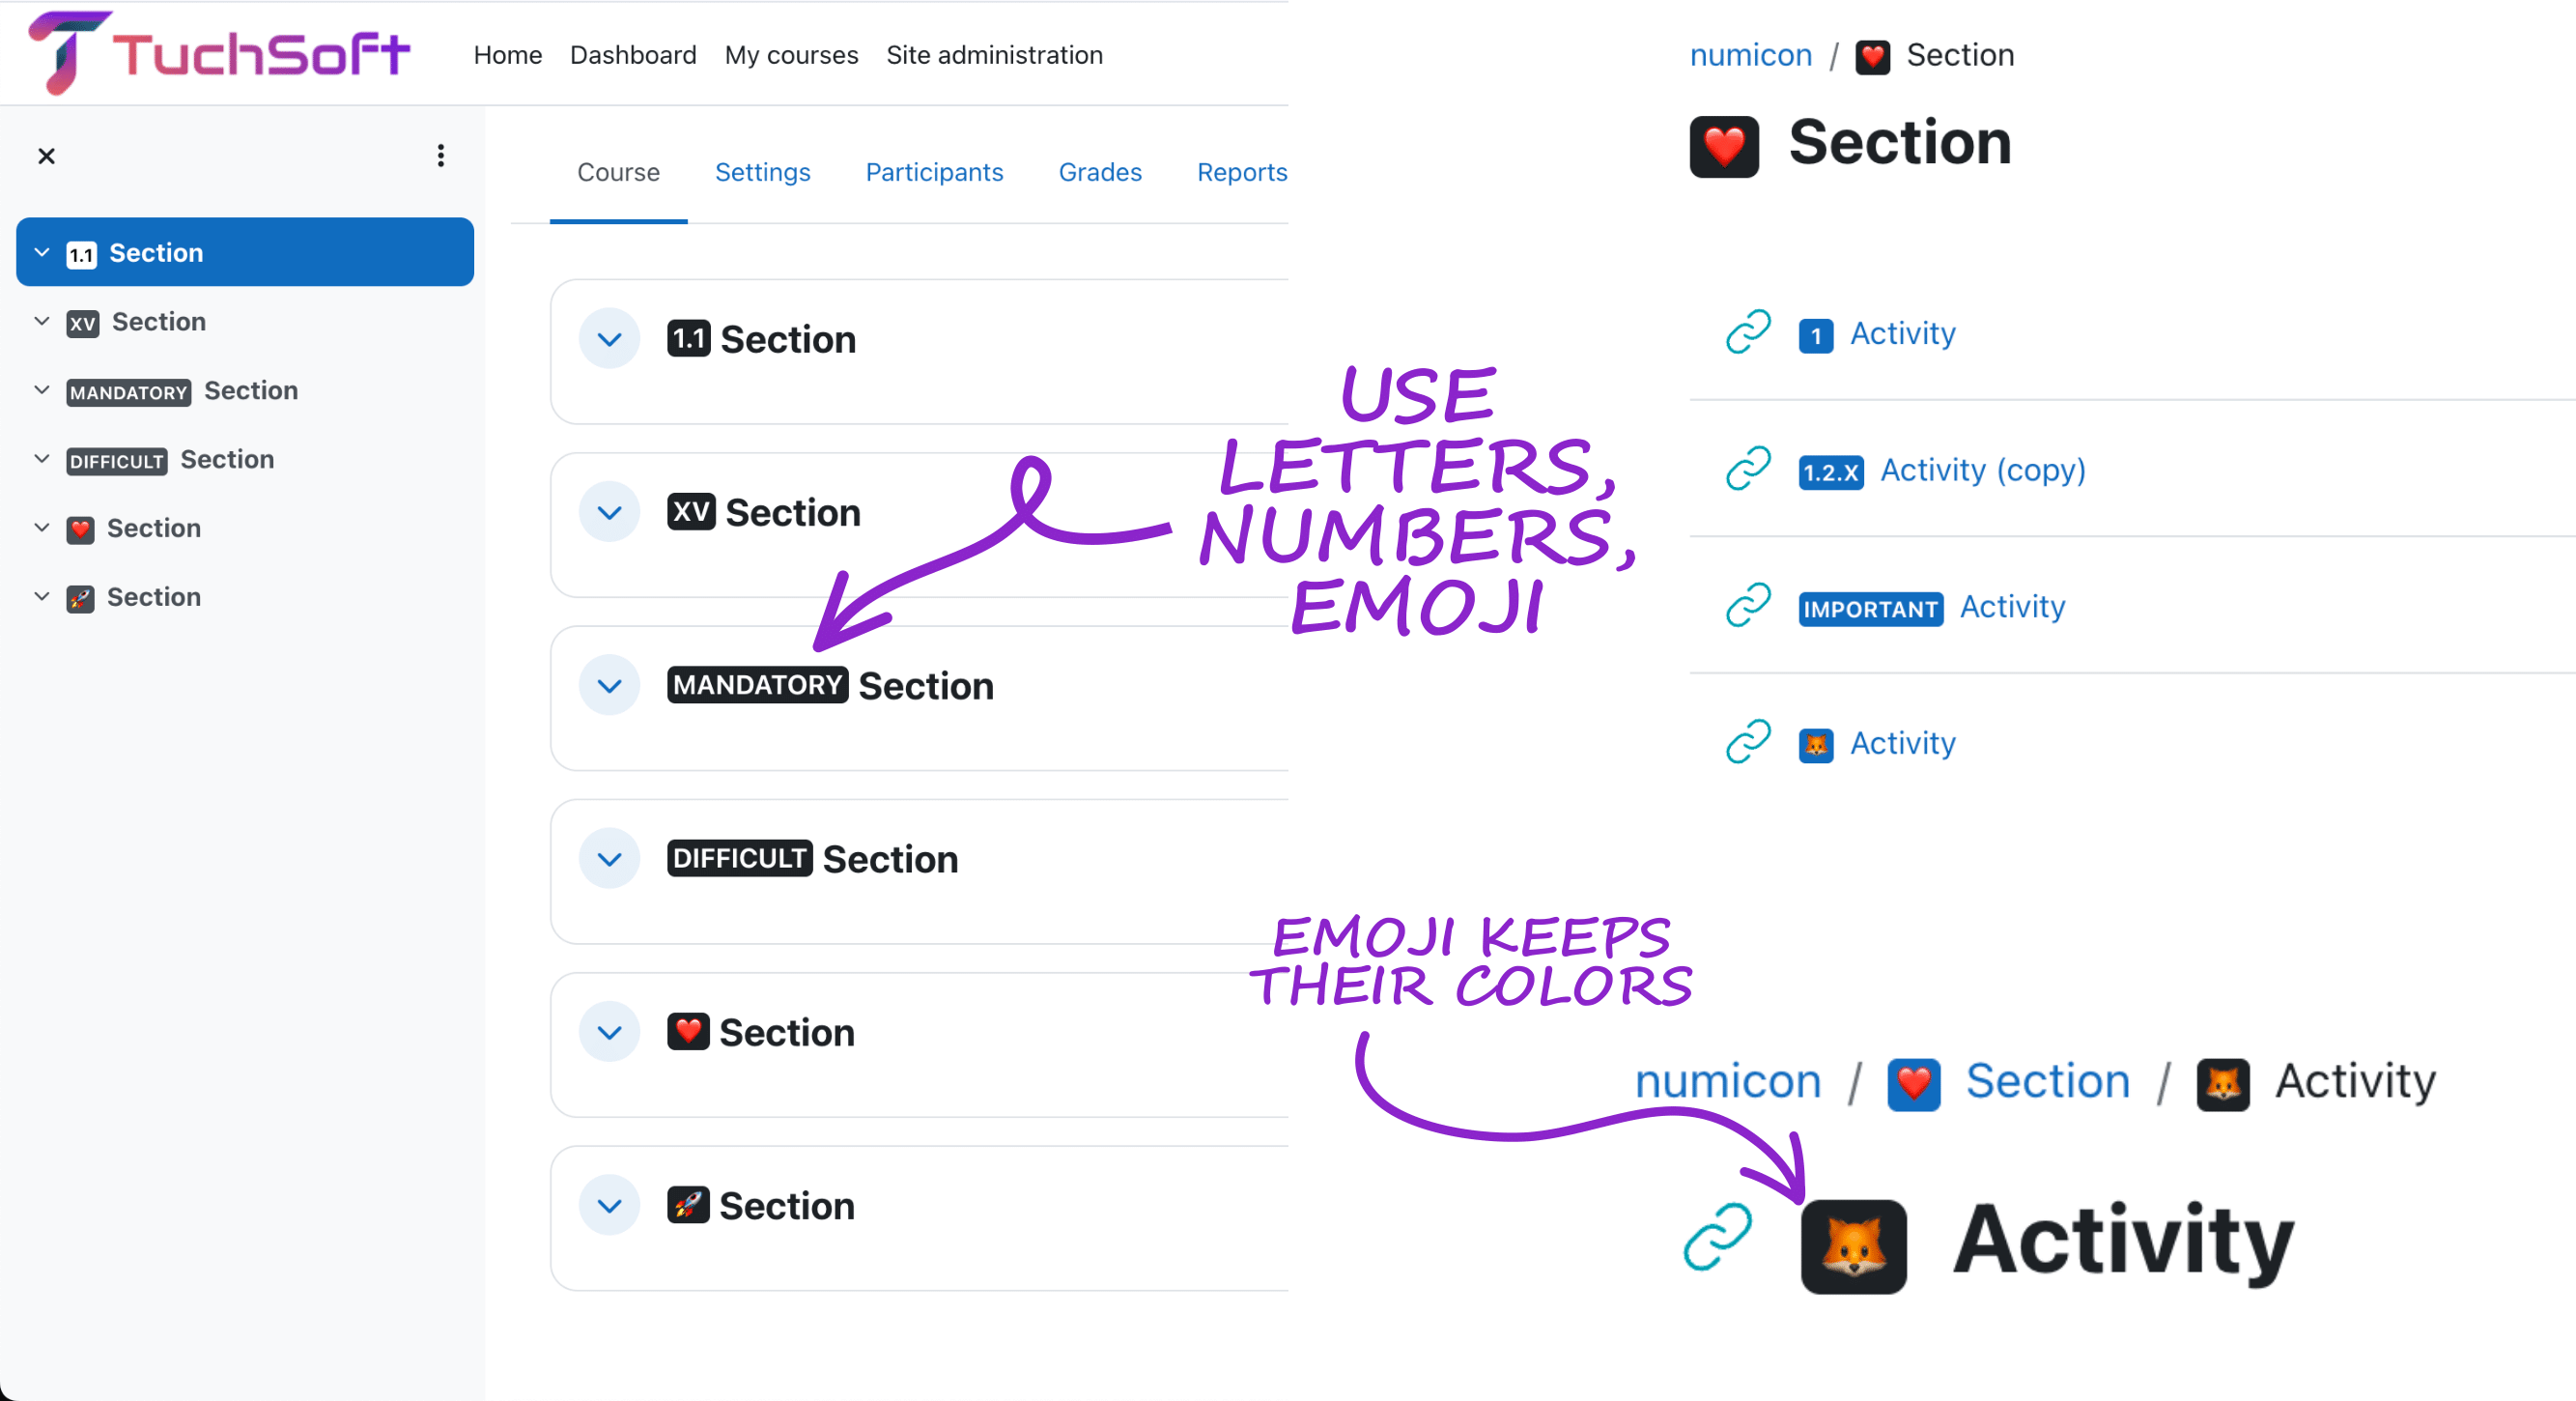 TuchSoft
Home Dashboard My courses Site administration
1.1 Section
XV Section
MANDATORY Section
DIFFICULT Section
❤️ Section
🚀 Section
Course Settings Participants Grades Reports
1.1 Section
XV Section
MANDATORY Section
DIFFICULT Section
❤️ Section
🚀 Section
USE
LETTERS,
NUMBERS,
EMOJI
numicon / ❤️ Section
❤️ Section
1 Activity
1.2.X Activity (copy)
IMPORTANT Activity
🦊 Activity
EMOJI KEEPS
THEIR COLORS
numicon / ❤️ Section / 🦊 Activity
🦊 Activity